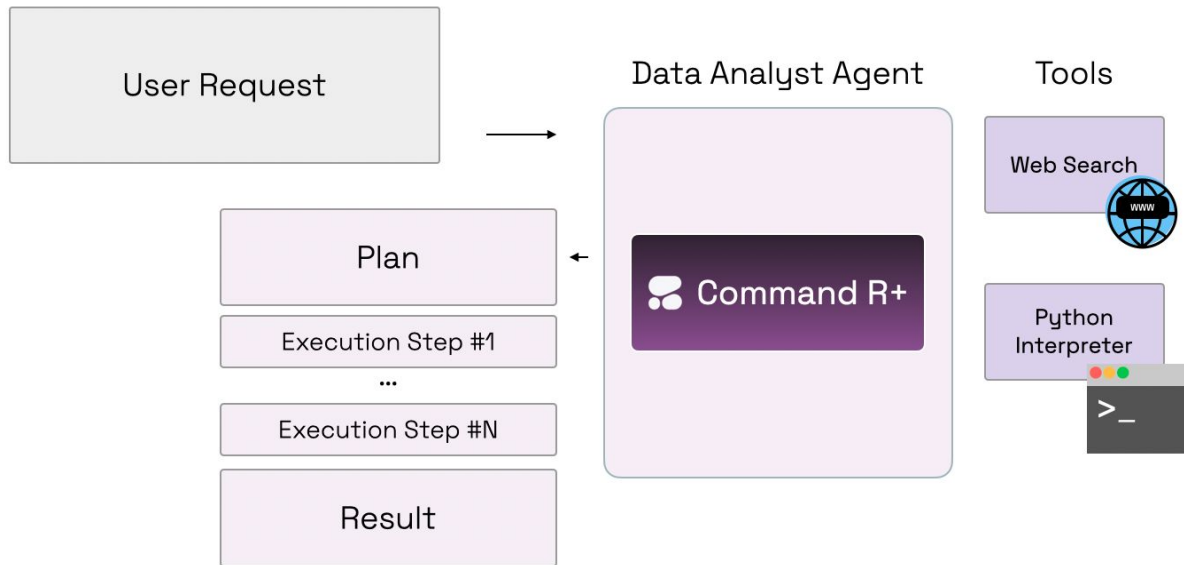 User Request
Data Analyst Agent
Tools
Web Search
www
Plan
Command R+
Python
Interpreter
>_
Execution Step #1
...
Execution Step #N
Result